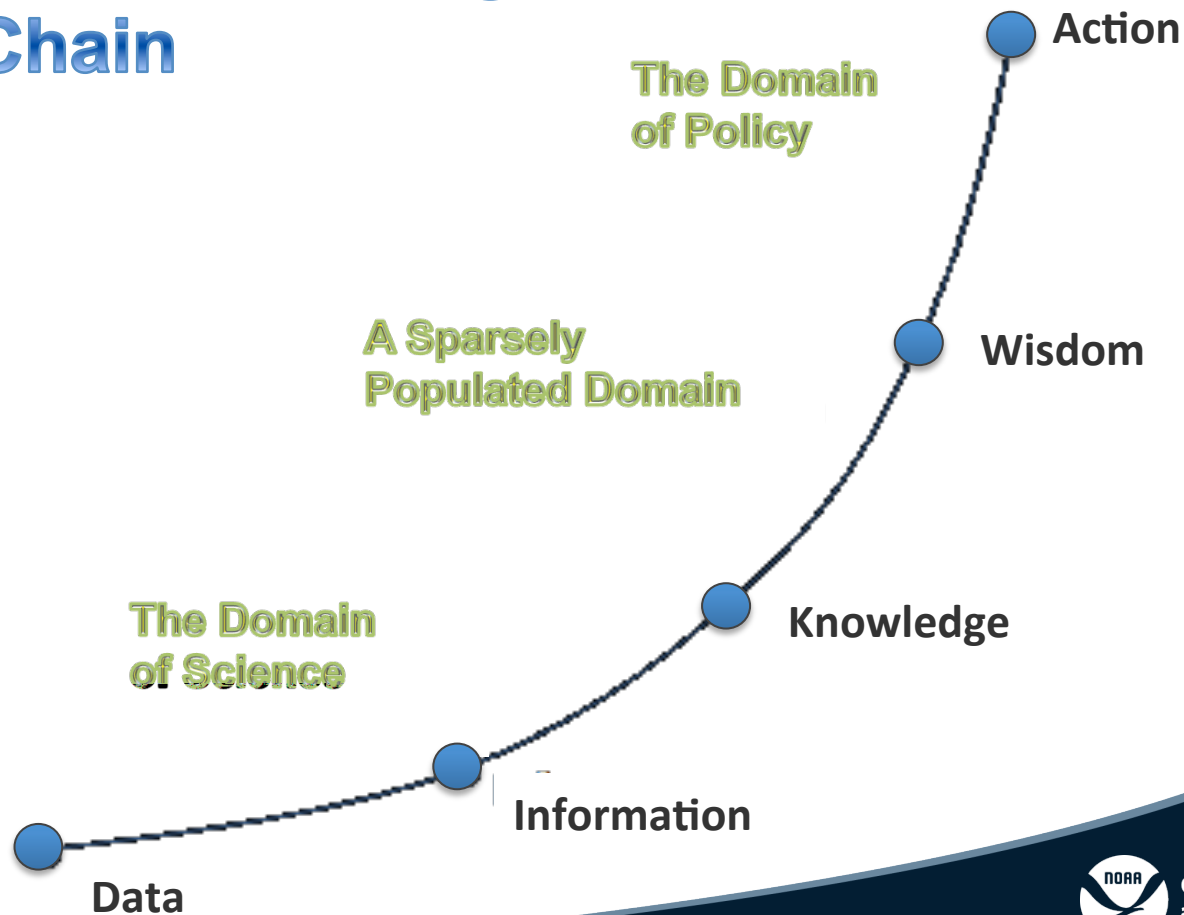 Chain
Action
The Domain
of Policy
Wisdom
A Sparsely
Populated Domain
Knowledge
The Domain
of Science
Information
Data
NOAA